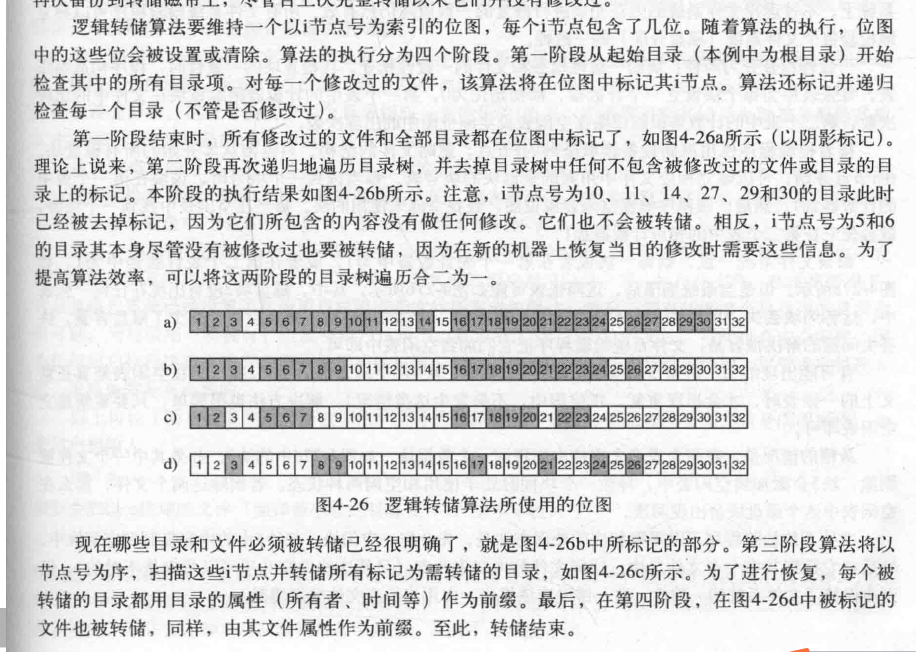 再次备份到转储磁带上，尽管自上次完整转储以来它们并没有修改过。
逻辑转储算法要维持一个以i节点号为索引的位图，每个i节点包含了几位。随着算法的执行，位图
中的这些位会被设置或清除。算法的执行分为四个阶段。第一阶段从起始目录（本例中为根目录）开始
检查其中的所有目录项。对每一个修改过的文件，该算法将在位图中标记其i节点。算法还标记并递归
检查每一个目录（不管是否修改过）。
第一阶段结束时，所有修改过的文件和全部目录都在位图中标记了，如图4-26a所示（以阴影标记）。
理论上说来，第二阶段再次递归地遍历目录树，并去掉目录树中任何不包含被修改过的文件或目录的目
录上的标记。本阶段的执行结果如图4-26b所示。注意，i节点号为10、11、14、27、29和30的目录此时
已经被去掉标记，因为它们所包含的内容没有做任何修改。它们也不会被转储。相反，i节点号为5和6
的目录其本身尽管没有被修改过也要被转储，因为在新的机器上恢复当日的修改时需要这些信息。为了
提高算法效率，可以将这两阶段的目录树遍历合二为一。
a) 1 2 3 4 5 6 7 8 9 10 11 12 13 14 15 16 17 18 19 20 21 22 23 24 25 26 27 28 29 30 31 32
b) 1 2 3 4 5 6 7 8 9 10 11 12 13 14 15 16 17 18 19 20 21 22 23 24 25 26 27 28 29 30 31 32
c) 1 2 3 4 5 6 7 8 9 10 11 12 13 14 15 16 17 18 19 20 21 22 23 24 25 26 27 28 29 30 31 32
d) 1 2 3 4 5 6 7 8 9 10 11 12 13 14 15 16 17 18 19 20 21 22 23 24 25 26 27 28 29 30 31 32
图4-26 逻辑转储算法所使用的位图
现在哪些目录和文件必须被转储已经很明确了，就是图4-26b中所标记的部分。第三阶段算法将以
节点号为序，扫描这些i节点并转储所有标记为需转储的目录，如图4-26c所示。为了进行恢复，每个被
转储的目录都用目录的属性（所有者、时间等）作为前缀。最后，在第四阶段，在图4-26d中被标记的
文件也被转储，同样，由其文件属性作为前缀。至此，转储结束。